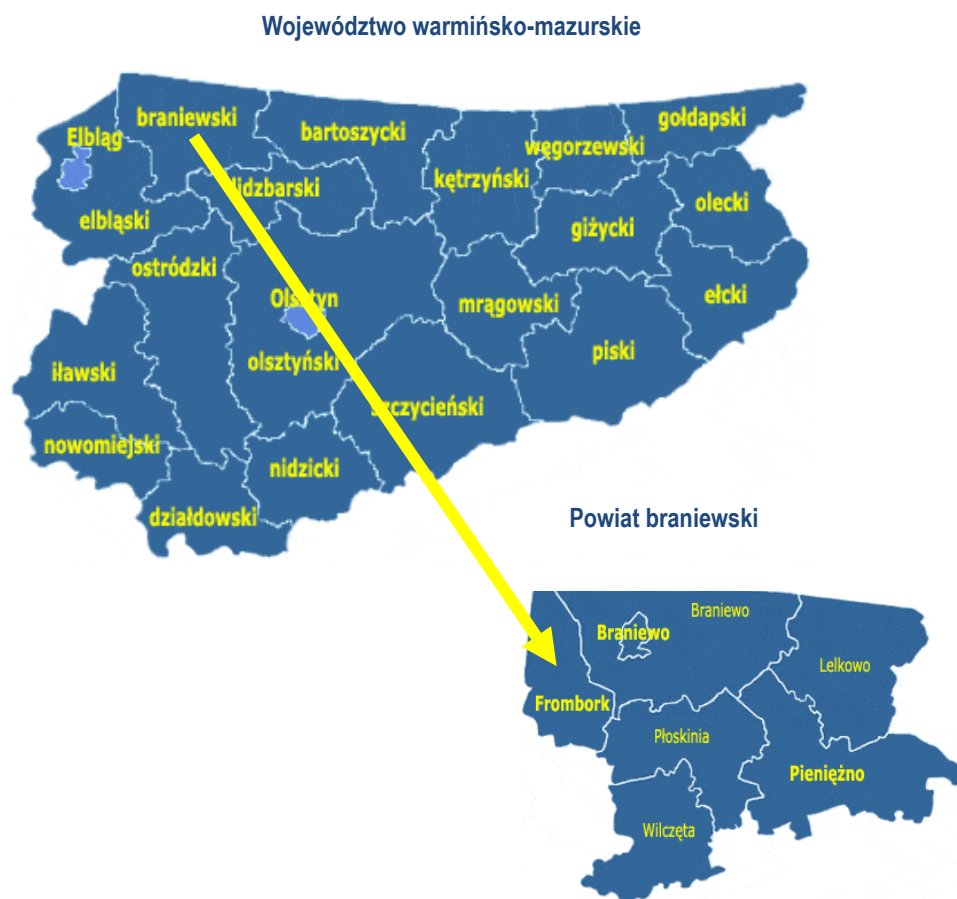 Województwo warmińsko-mazurskie
braniewski
bartoszycki
gołdapski
Elbląg
węgorzewski
kętrzyński
lidzbarski
olecki
elbląski
giżycki
ostródzki
Olsztyn
mrągowski
ełcki
olsztyński
piski
iławski
szczycieński
nowomiejski
nidzicki
działdowski
Powiat braniewski
Braniewo
Braniewo
Lelkowo
Frombork
Płoskinia
Pieniężno
Wilczęta